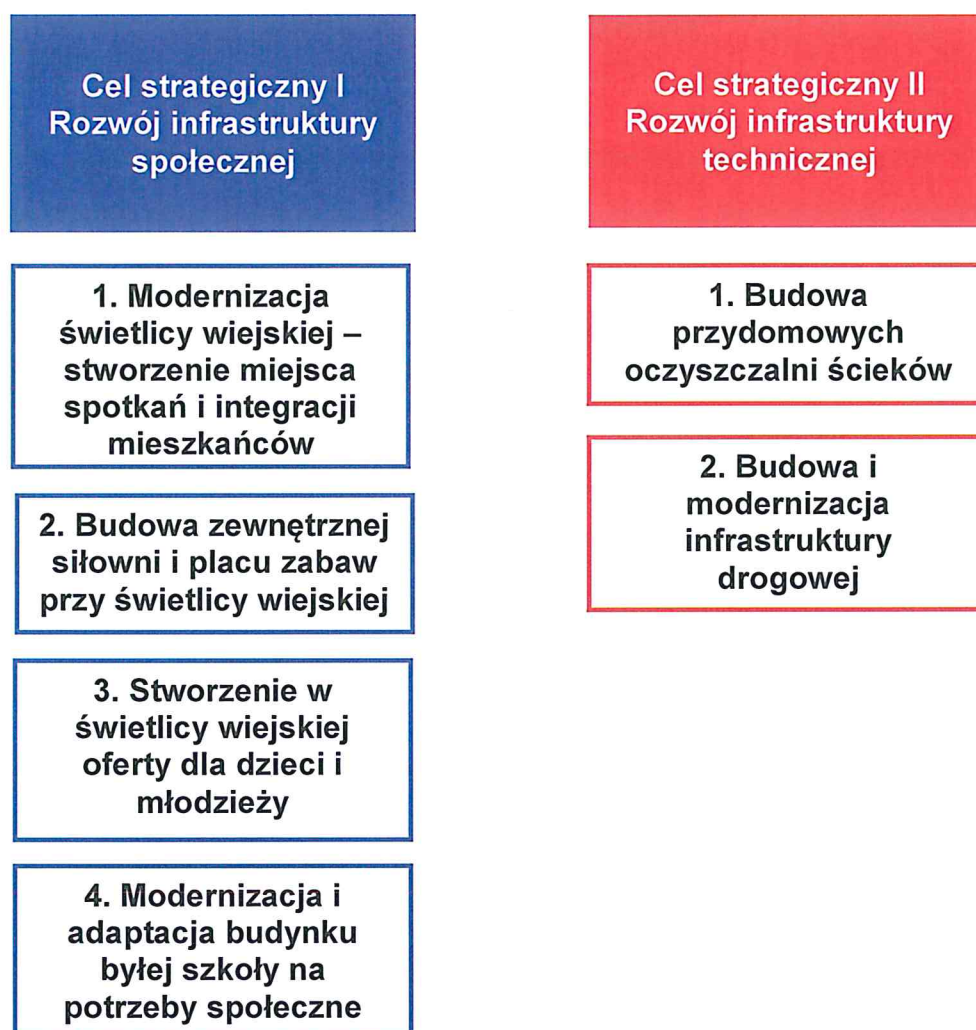 Cel strategiczny I
Rozwój infrastruktury
społecznej
1. Modernizacja
świetlicy wiejskiej –
stworzenie miejsca
spotkań i integracji
mieszkańców
2. Budowa zewnętrznej
siłowni i placu zabaw
przy świetlicy wiejskiej
3. Stworzenie w
świetlicy wiejskiej
oferty dla dzieci i
młodzieży
4. Modernizacja i
adaptacja budynku
byłej szkoły na
potrzeby społeczne
Cel strategiczny II
Rozwój infrastruktury
technicznej
1. Budowa
przydomowych
oczyszczalni ścieków
2. Budowa i
modernizacja
infrastruktury
drogowej